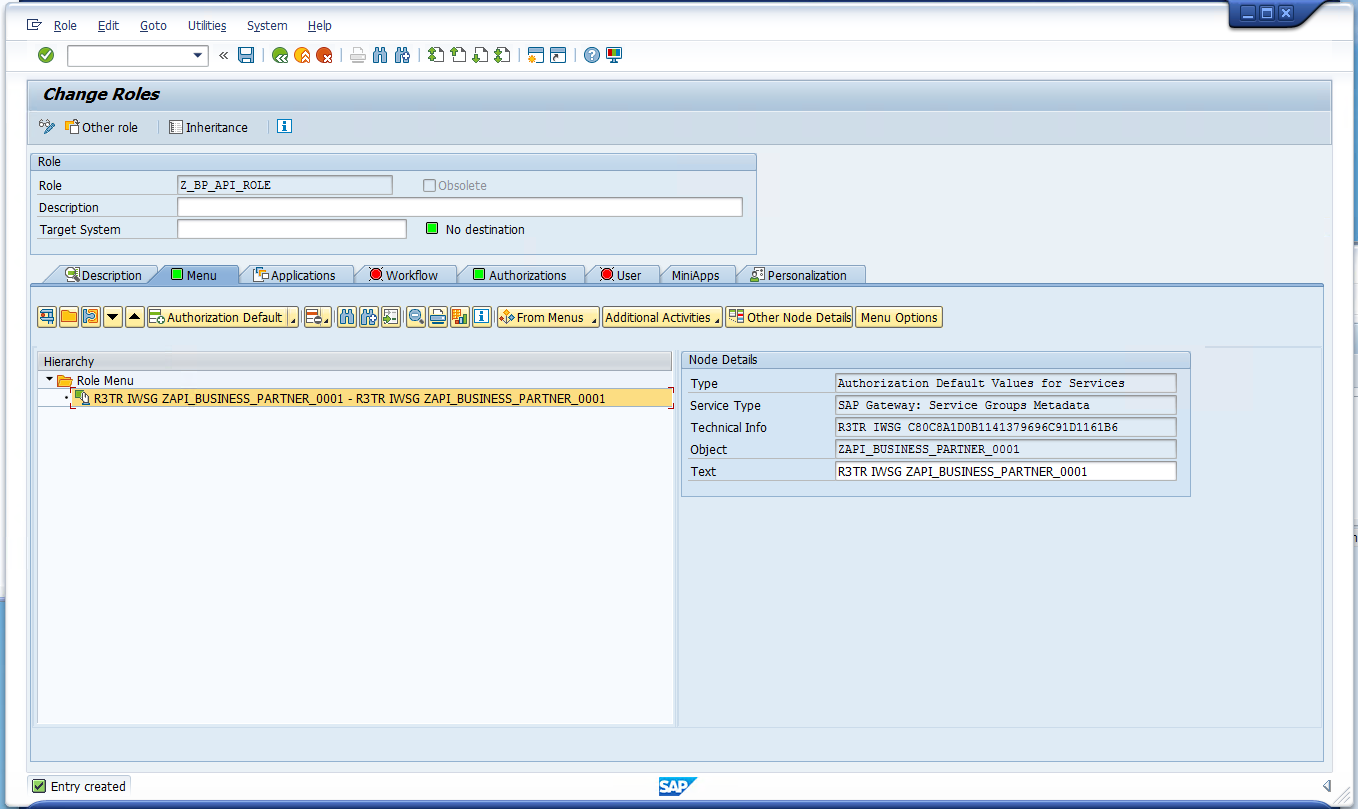 Role Edit Goto Utilities System Help
«
Change Roles
Other role Inheritance
Role
Role Z_BP_API_ROLE Obsolete
Description
Target System No destination
Description Menu Applications Workflow Authorizations User MiniApps Personalization
Authorization Default From Menus Additional Activities Other Node Details Menu Options
Hierarchy
Role Menu
R3TR IWSG ZAPI_BUSINESS_PARTNER_0001 - R3TR IWSG ZAPI_BUSINESS_PARTNER_0001
Node Details
Type Authorization Default Values for Services
Service Type SAP Gateway: Service Groups Metadata
Technical Info R3TR IWSG C80C8A1D0B1141379696C91D1161B6
Object ZAPI_BUSINESS_PARTNER_0001
Text R3TR IWSG ZAPI_BUSINESS_PARTNER_0001
Entry created
SAP